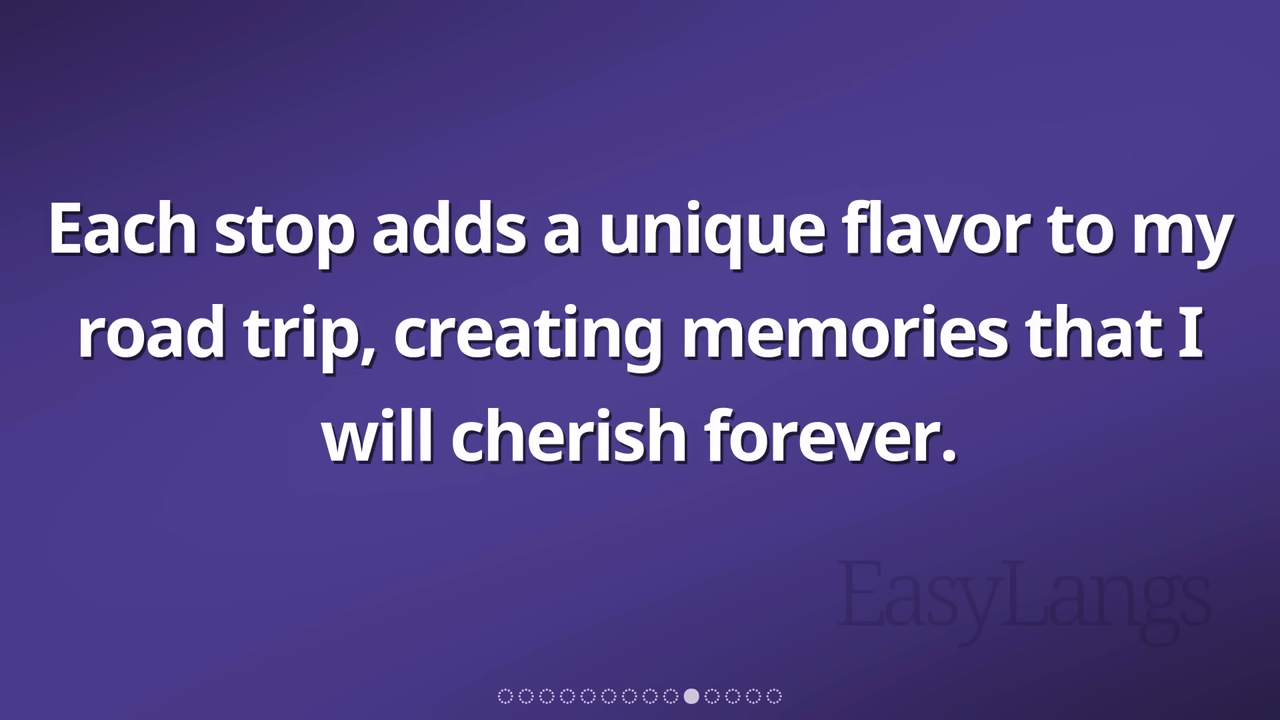 Each stop adds a unique flavor to my
road trip, creating memories that I
will cherish forever.
EasyLangs